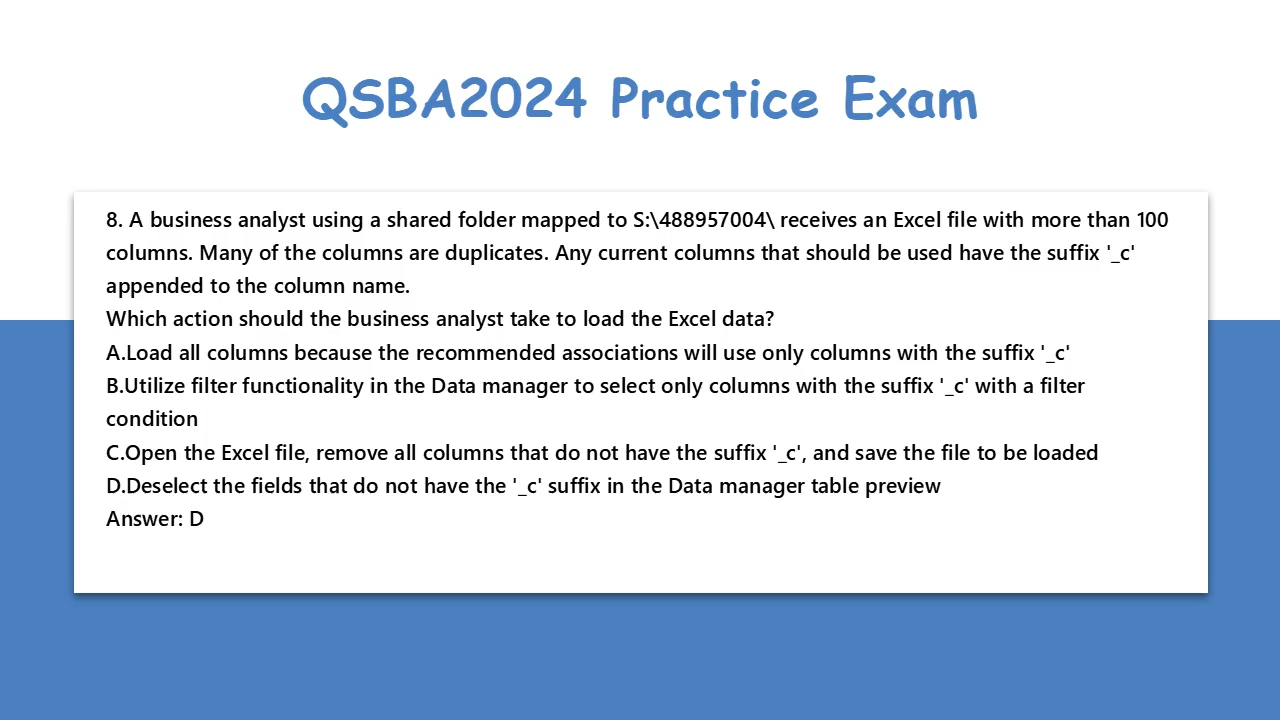 QSBA2024 Practice Exam
8. A business analyst using a shared folder mapped to S:\488957004\ receives an Excel file with more than 100
columns. Many of the columns are duplicates. Any current columns that should be used have the suffix '_c'
appended to the column name.
Which action should the business analyst take to load the Excel data?
A.Load all columns because the recommended associations will use only columns with the suffix '_c'
B.Utilize filter functionality in the Data manager to select only columns with the suffix '_c' with a filter
condition
C.Open the Excel file, remove all columns that do not have the suffix '_c', and save the file to be loaded
D.Deselect the fields that do not have the '_c' suffix in the Data manager table preview
Answer: D